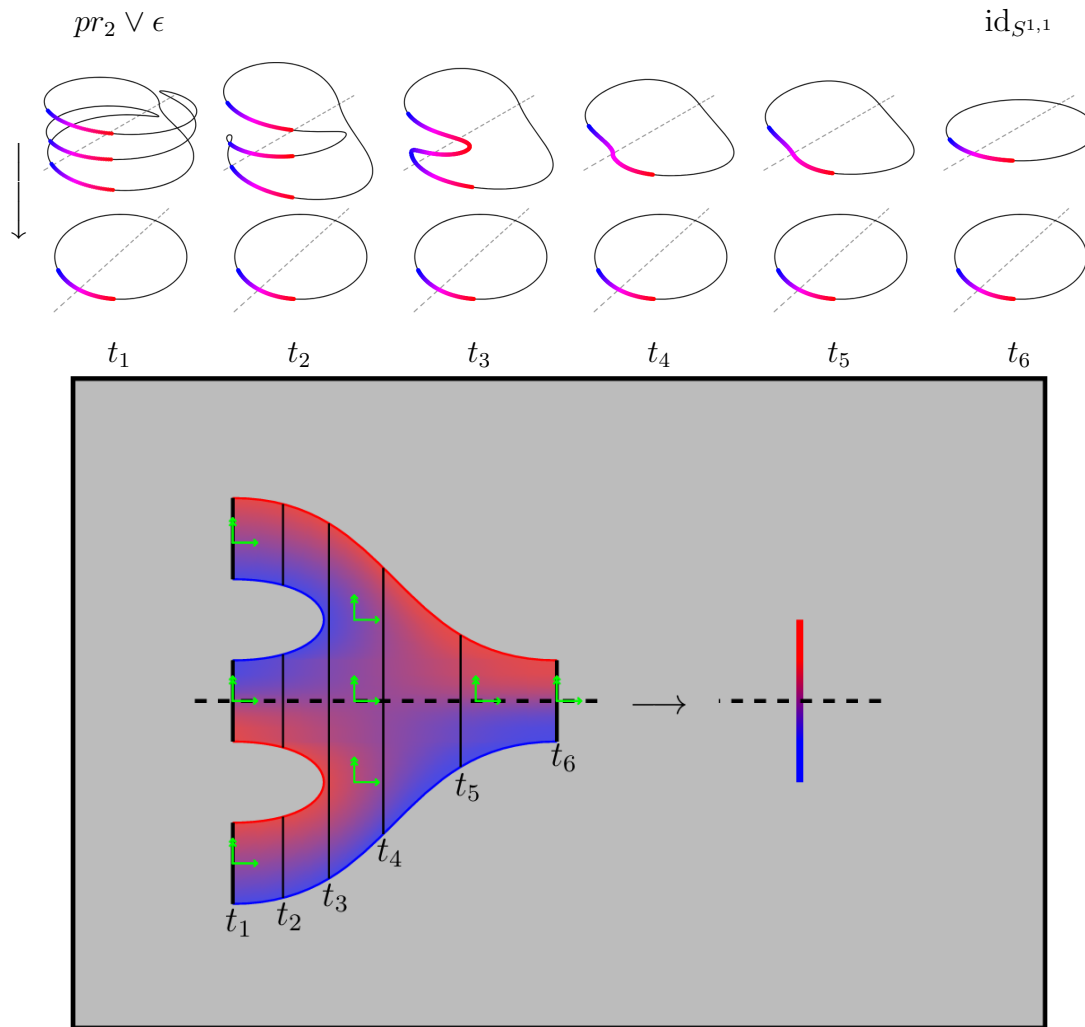 pr₂ ∨ ϵ id_{S^{1,1}}
t₁ t₂ t₃ t₄ t₅ t₆
t₆
t₅
t₄
t₃
t₁ t₂